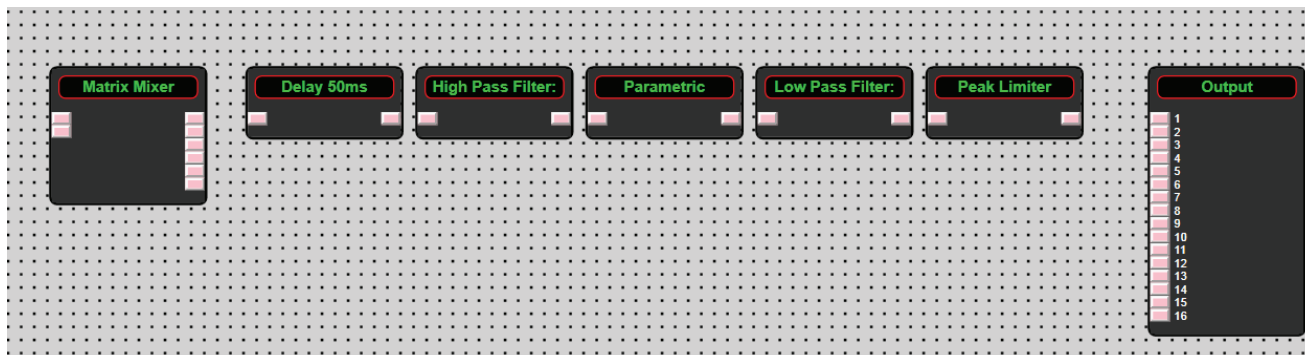 Matrix Mixer
Delay 50ms
High Pass Filter:
Parametric
Low Pass Filter:
Peak Limiter
Output
1
2
3
4
5
6
7
8
9
10
11
12
13
14
15
16